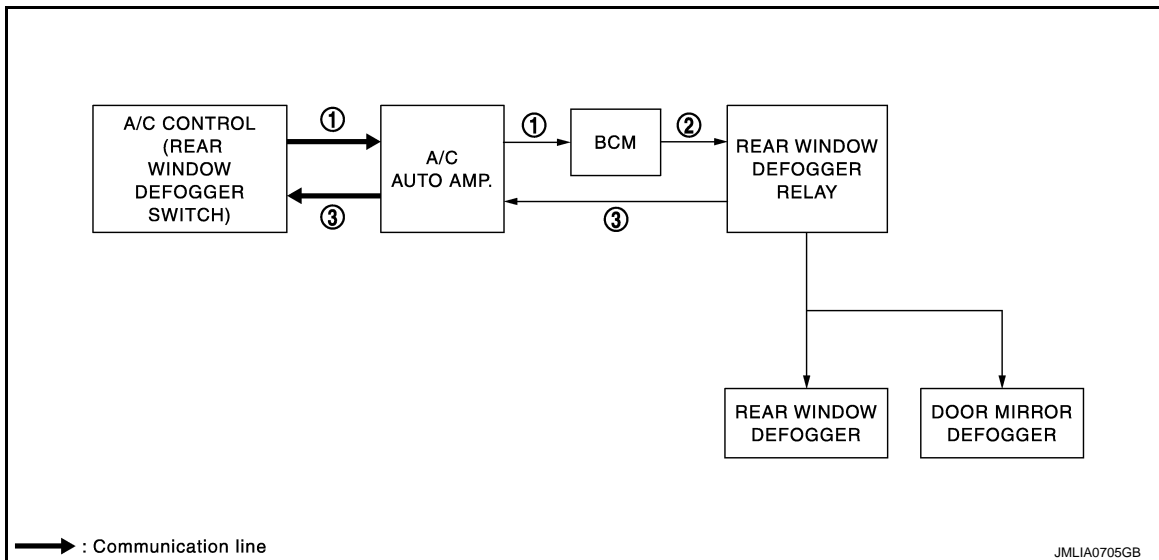 A/C CONTROL
(REAR
WINDOW
DEFOGGER
SWITCH)
①
③
A/C
AUTO AMP.
①
BCM
②
③
REAR WINDOW
DEFOGGER
RELAY
REAR WINDOW
DEFOGGER
DOOR MIRROR
DEFOGGER
: Communication line
JMLIA0705GB